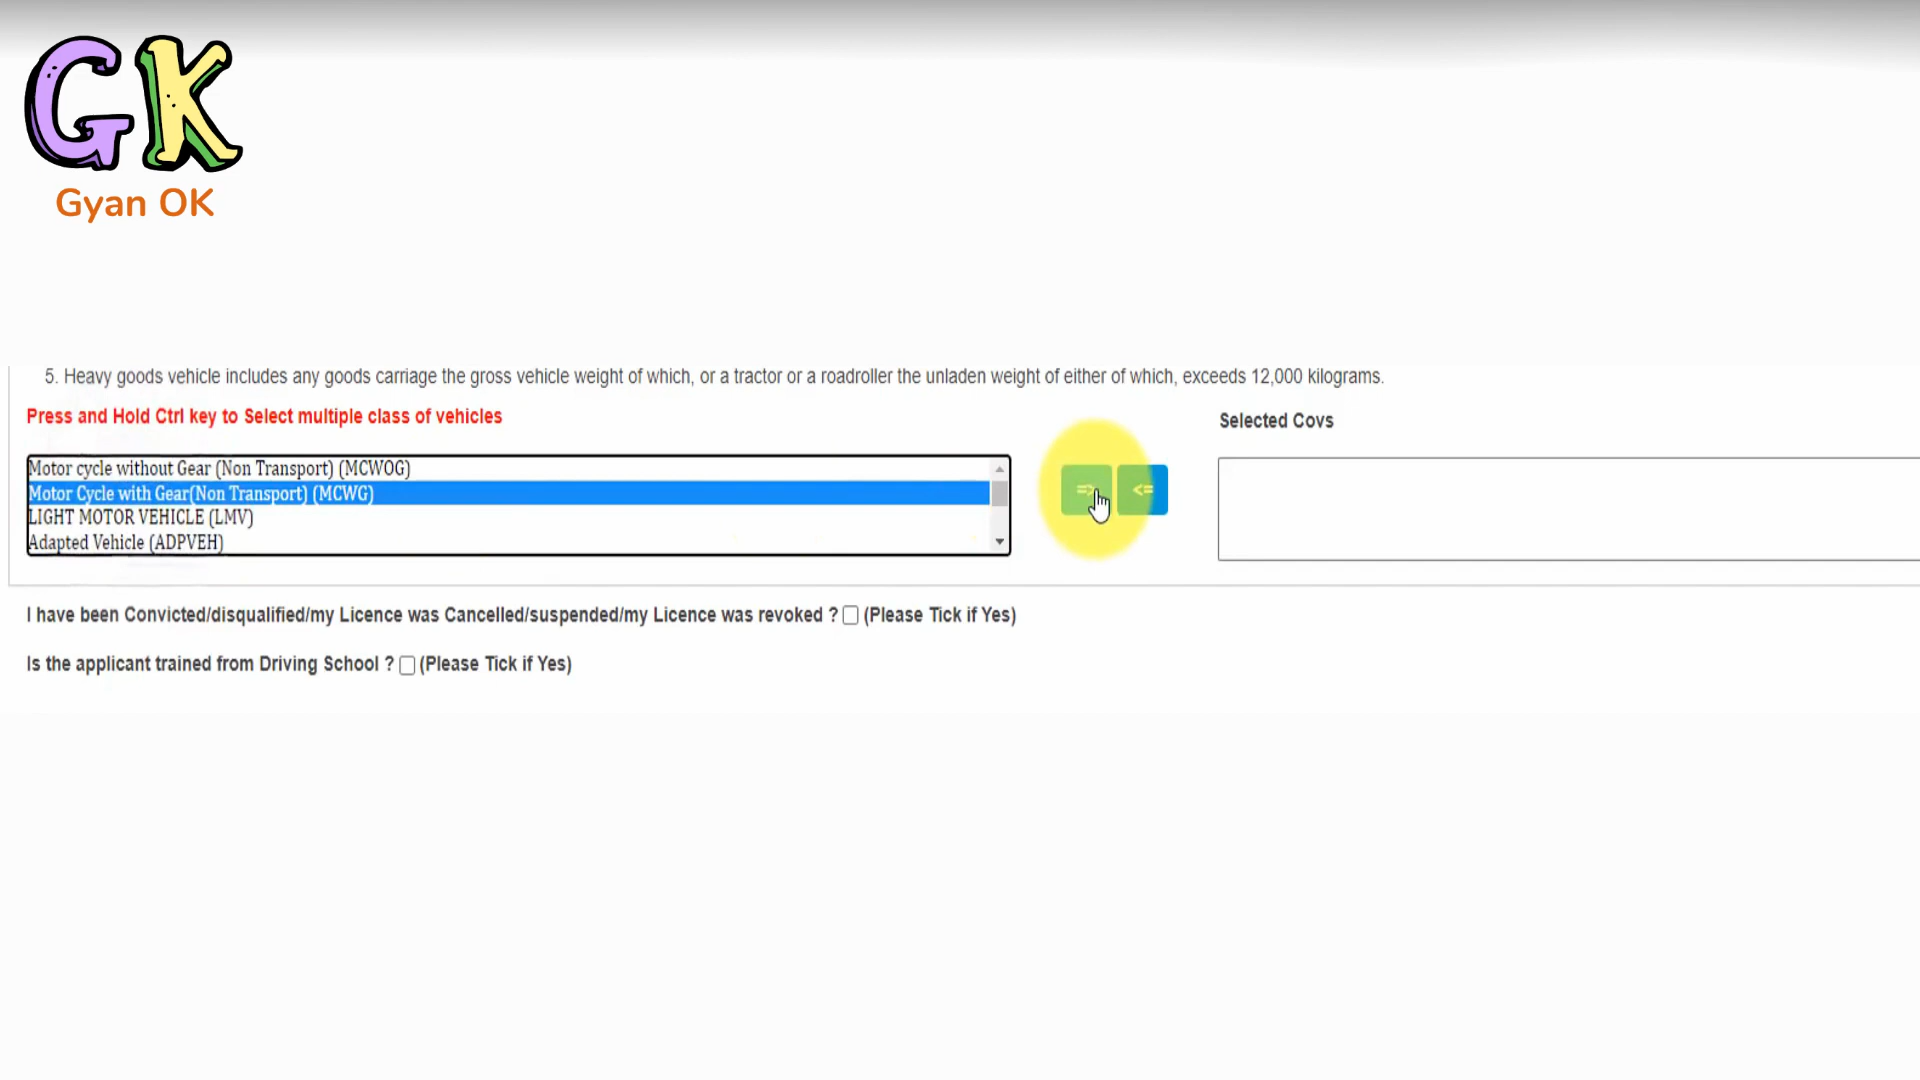 GK
Gyan OK
5. Heavy goods vehicle includes any goods carriage the gross vehicle weight of which, or a tractor or a roadroller the unladen weight of either of which, exceeds 12,000 kilograms.
Press and Hold Ctrl key to Select multiple class of vehicles
Selected Covs
Motor cycle without Gear (Non Transport) (MCWOG)
Motor Cycle with Gear(Non Transport) (MCWG)
LIGHT MOTOR VEHICLE (LMV)
Adapted Vehicle (ADPVEH)
=> <=
I have been Convicted/disqualified/my Licence was Cancelled/suspended/my Licence was revoked ? (Please Tick if Yes)
Is the applicant trained from Driving School ? (Please Tick if Yes)